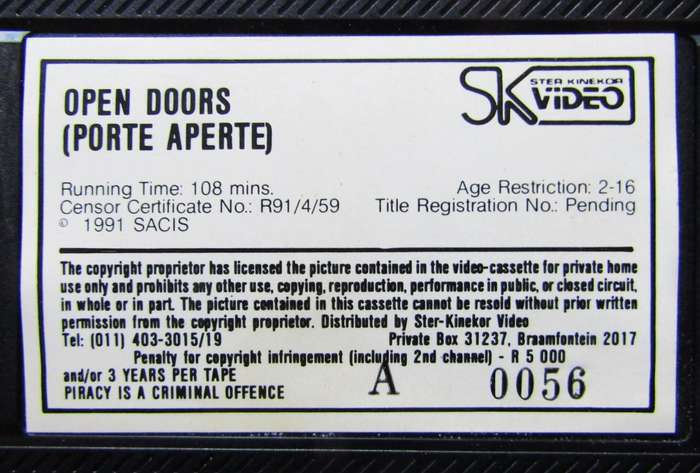 OPEN DOORS
(PORTE APERTE)
SK STER KINEKOR
VIDEO
Running Time: 108 mins.
Age Restriction: 2-16
Censor Certificate No.: R91/4/59
Title Registration No.: Pending
© 1991 SACIS
The copyright proprietor has licensed the picture contained in the video-cassette for private home
use only and prohibits any other use, copying, reproduction, performance in public, or closed circuit,
in whole or in part. The picture contained in this cassette cannot be resold without prior written
permission from the copyright proprietor. Distributed by Ster-Kinekor Video
Tel: (011) 403-3015/19 Private Box 31237, Braamfontein 2017
Penalty for copyright infringement (including 2nd channel) - R 5 000
and/or 3 YEARS PER TAPE
PIRACY IS A CRIMINAL OFFENCE
A 0056